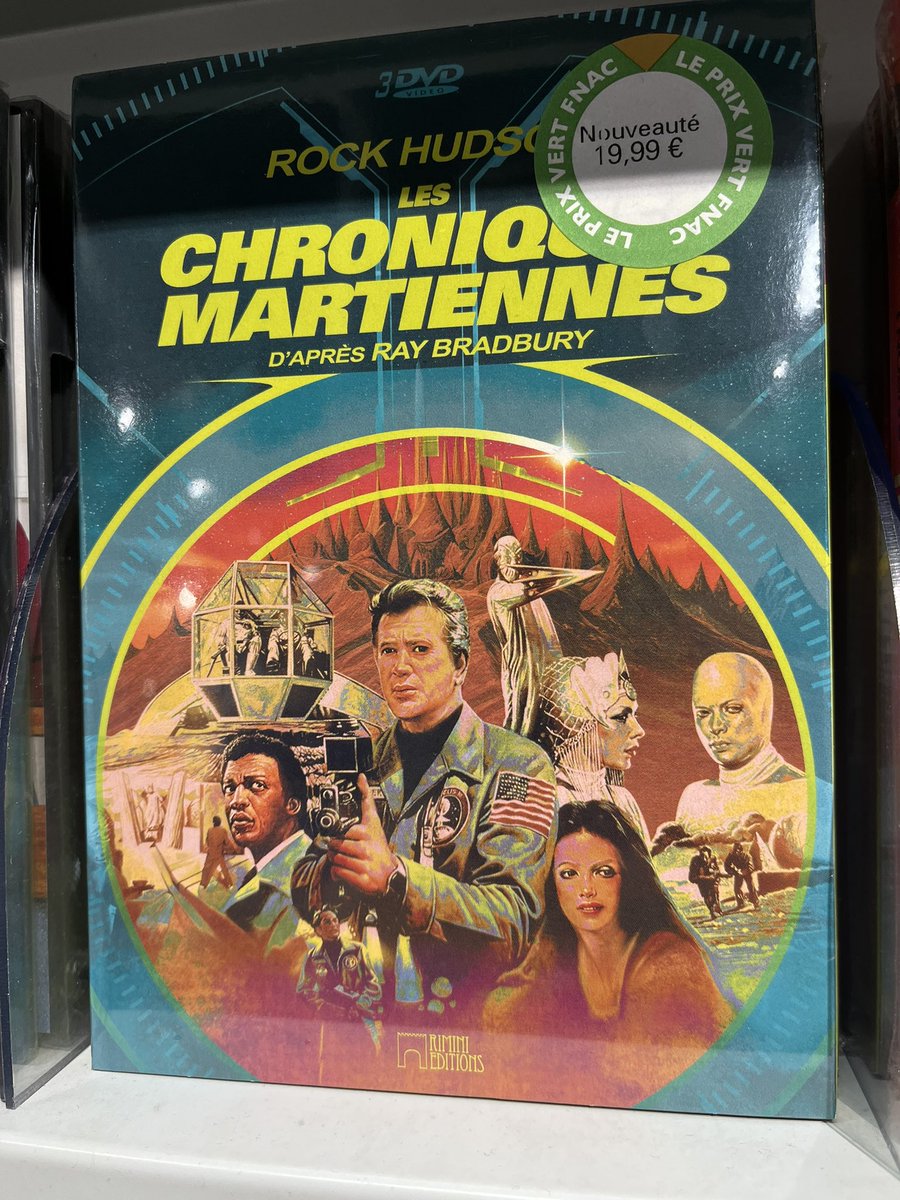 3 DVD
VIDEO
ROCK HUDSO
LES
CHRONIQU
MARTIENNES
D'APRÈS RAY BRADBURY
LE PRIX VERT FNAC
LE PRIX VERT FNAC
Nouveauté
19,99 €
RIMINI
EDITIONS